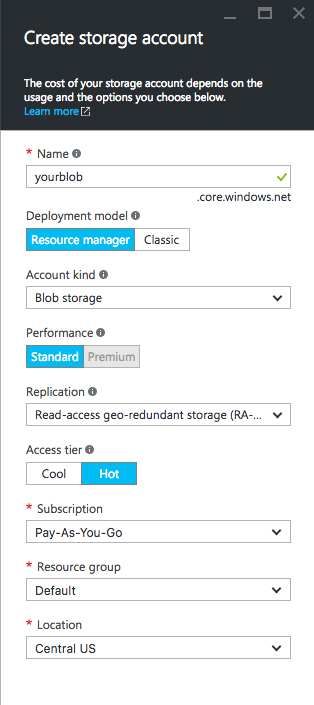 Create storage account
The cost of your storage account depends on the
usage and the options you choose below.
Learn more
* Name
yourblob
.core.windows.net
Deployment model
Resource manager Classic
Account kind
Blob storage
Performance
Standard Premium
Replication
Read-access geo-redundant storage (RA-...
Access tier
Cool Hot
* Subscription
Pay-As-You-Go
* Resource group
Default
* Location
Central US